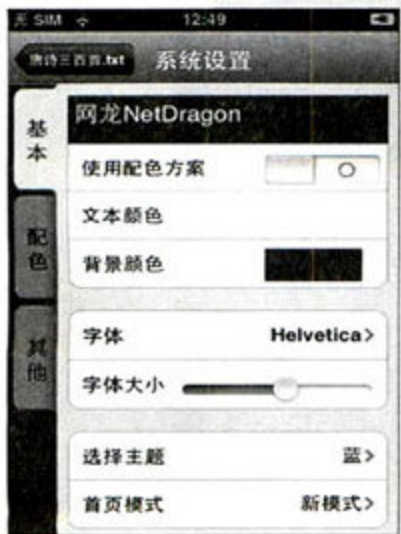 无 SIM 12:49
唐诗三百首.txt 系统设置
基本
配色
其他
网龙NetDragon
使用配色方案
文本颜色
背景颜色
字体 Helvetica>
字体大小
选择主题 蓝>
首页模式 新模式>